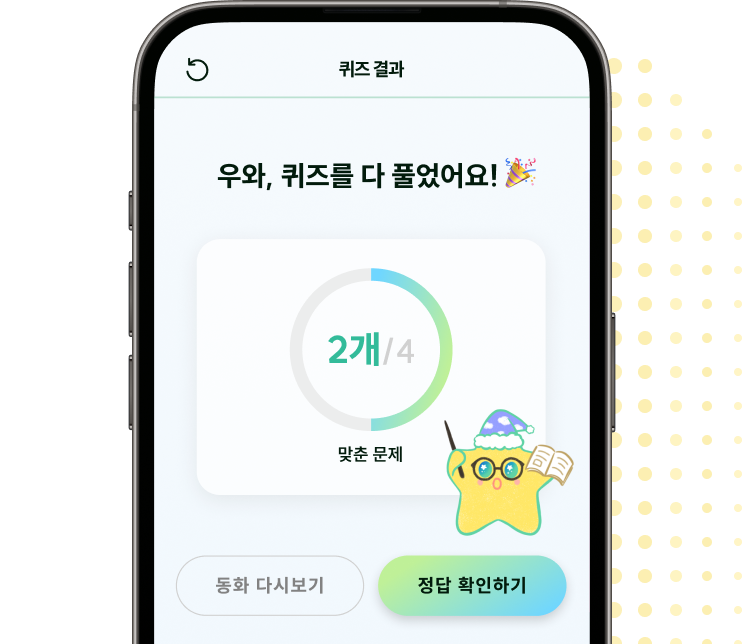 퀴즈 결과
우와, 퀴즈를 다 풀었어요! 🎉
2개/4
맞춘 문제
동화 다시보기
정답 확인하기